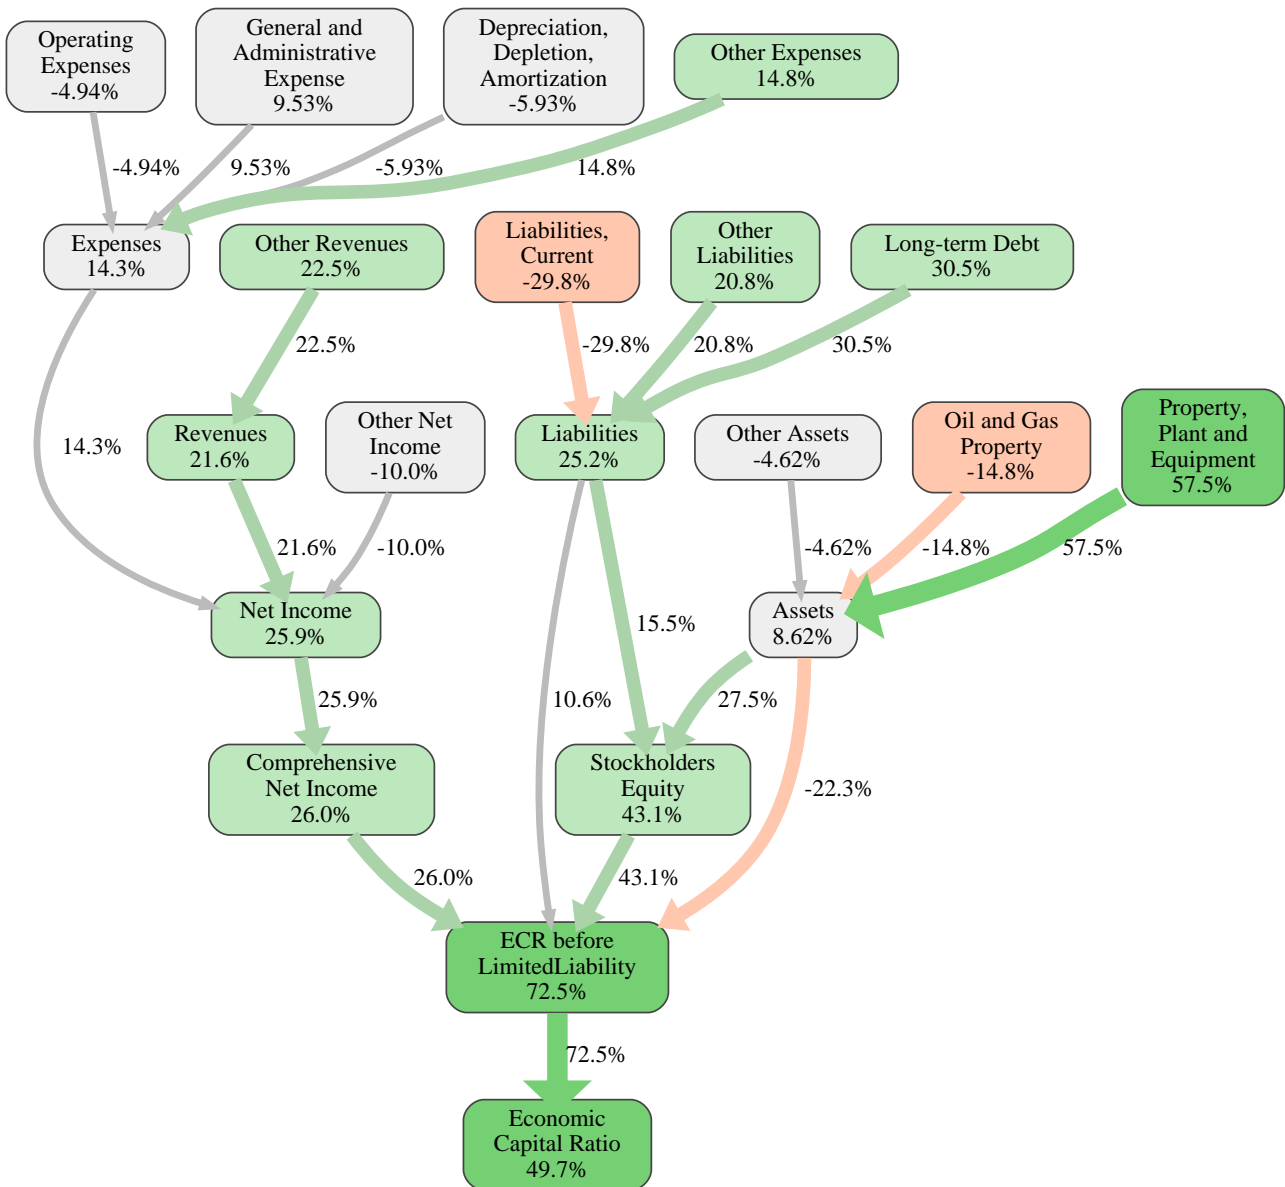 Operating
Expenses
-4.94%
General and
Administrative
Expense
9.53%
Depreciation,
Depletion,
Amortization
-5.93%
Other Expenses
14.8%
-4.94%
9.53%
-5.93%
14.8%
Expenses
14.3%
Other Revenues
22.5%
Liabilities,
Current
-29.8%
Other
Liabilities
20.8%
Long-term Debt
30.5%
22.5%
-29.8%
20.8%
30.5%
14.3%
Revenues
21.6%
Other Net
Income
-10.0%
Liabilities
25.2%
Other Assets
-4.62%
Oil and Gas
Property
-14.8%
Property,
Plant and
Equipment
57.5%
21.6%
-10.0%
-4.62%
-14.8%
57.5%
Net Income
25.9%
15.5%
Assets
8.62%
25.9%
10.6%
27.5%
Comprehensive
Net Income
26.0%
Stockholders
Equity
43.1%
-22.3%
26.0%
43.1%
ECR before
LimitedLiability
72.5%
72.5%
Economic
Capital Ratio
49.7%